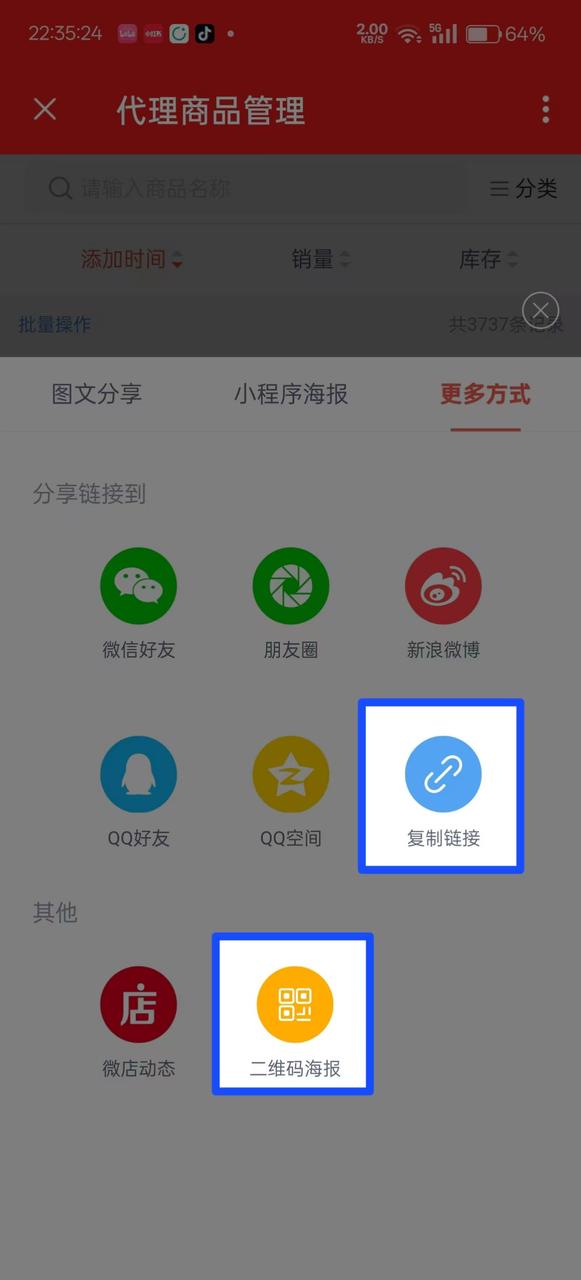 22:35:24 LoLo 小红书 2.00 KB/S 5G 64%
代理商品管理
请输入商品名称 分类
添加时间 销量 库存
批量操作 共3737条记录
图文分享 小程序海报 更多方式
分享链接到
微信好友 朋友圈 新浪微博
QQ好友 QQ空间 复制链接
其他
店
微店动态 二维码海报